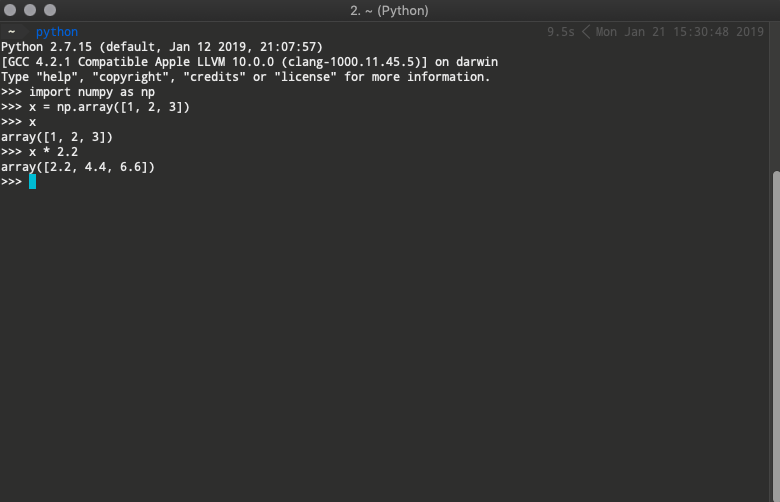 2. ~ (Python)
~ python 9.5s Mon Jan 21 15:30:48 2019
Python 2.7.15 (default, Jan 12 2019, 21:07:57)
[GCC 4.2.1 Compatible Apple LLVM 10.0.0 (clang-1000.11.45.5)] on darwin
Type "help", "copyright", "credits" or "license" for more information.
>>> import numpy as np
>>> x = np.array([1, 2, 3])
>>> x
array([1, 2, 3])
>>> x * 2.2
array([2.2, 4.4, 6.6])
>>>